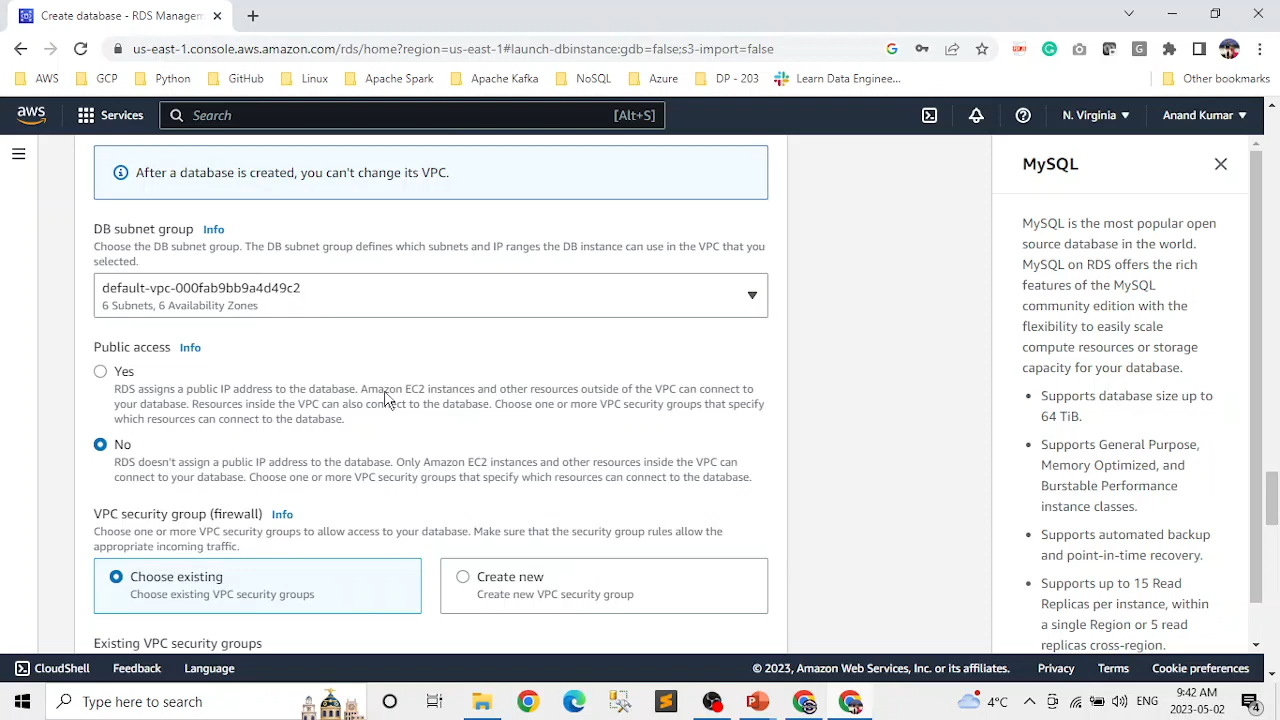 Create database - RDS Manager
us-east-1.console.aws.amazon.com/rds/home?region=us-east-1#launch-dbinstance:gdb=false;s3-import=false
AWS GCP Python GitHub Linux Apache Spark Apache Kafka NoSQL Azure DP - 203 Learn Data Enginee... Other bookmarks
aws Services Search [Alt+S] N. Virginia Anand Kumar
After a database is created, you can't change its VPC.
DB subnet group Info
Choose the DB subnet group. The DB subnet group defines which subnets and IP ranges the DB instance can use in the VPC that you
selected.
default-vpc-000fab9bb9a4d49c2
6 Subnets, 6 Availability Zones
Public access Info
Yes
RDS assigns a public IP address to the database. Amazon EC2 instances and other resources outside of the VPC can connect to
your database. Resources inside the VPC can also connect to the database. Choose one or more VPC security groups that specify
which resources can connect to the database.
No
RDS doesn't assign a public IP address to the database. Only Amazon EC2 instances and other resources inside the VPC can
connect to your database. Choose one or more VPC security groups that specify which resources can connect to the database.
VPC security group (firewall) Info
Choose one or more VPC security groups to allow access to your database. Make sure that the security group rules allow the
appropriate incoming traffic.
Choose existing
Choose existing VPC security groups
Create new
Create new VPC security group
Existing VPC security groups
MySQL
MySQL is the most popular open
source database in the world.
MySQL on RDS offers the rich
features of the MySQL
community edition with the
flexibility to easily scale
compute resources or storage
capacity for your database.
Supports database size up to
64 TiB.
Supports General Purpose,
Memory Optimized, and
Burstable Performance
instance classes.
Supports automated backup
and point-in-time recovery.
Supports up to 15 Read
Replicas per instance, within
a single Region or 5 read
replicas cross-region.
CloudShell Feedback Language © 2023, Amazon Web Services, Inc. or its affiliates. Privacy Terms Cookie preferences
Type here to search 4°C ENG 9:42 AM
2023-05-02 4